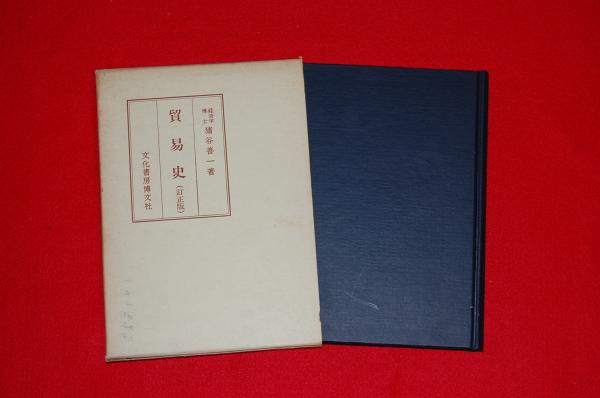 経済学博士 猪谷善一著
貿易史(訂正版)
文化書房博文社